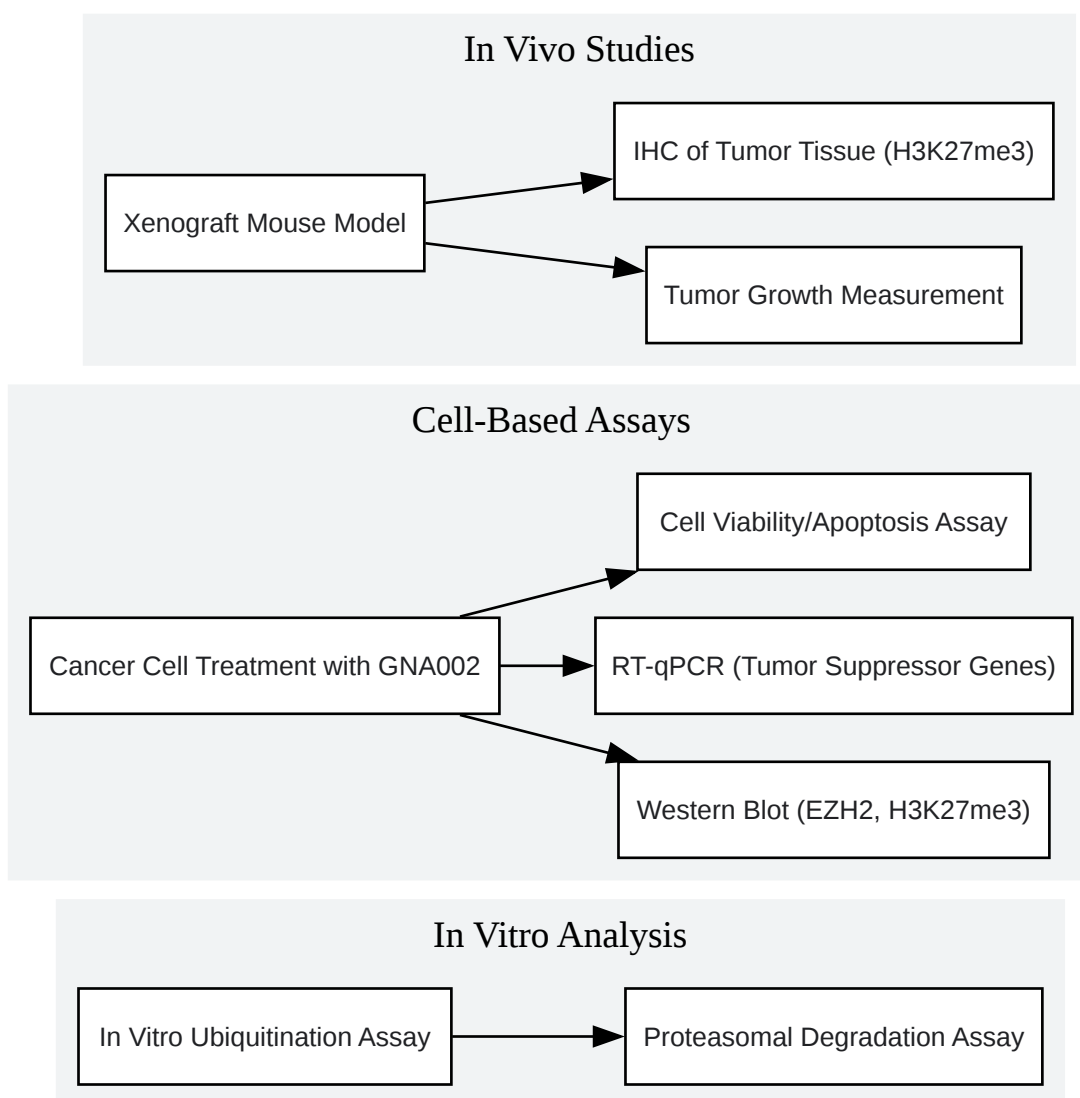 In Vivo Studies
IHC of Tumor Tissue (H3K27me3)
Xenograft Mouse Model
Tumor Growth Measurement
Cell-Based Assays
Cell Viability/Apoptosis Assay
Cancer Cell Treatment with GNA002
RT-qPCR (Tumor Suppressor Genes)
Western Blot (EZH2, H3K27me3)
In Vitro Analysis
In Vitro Ubiquitination Assay
Proteasomal Degradation Assay